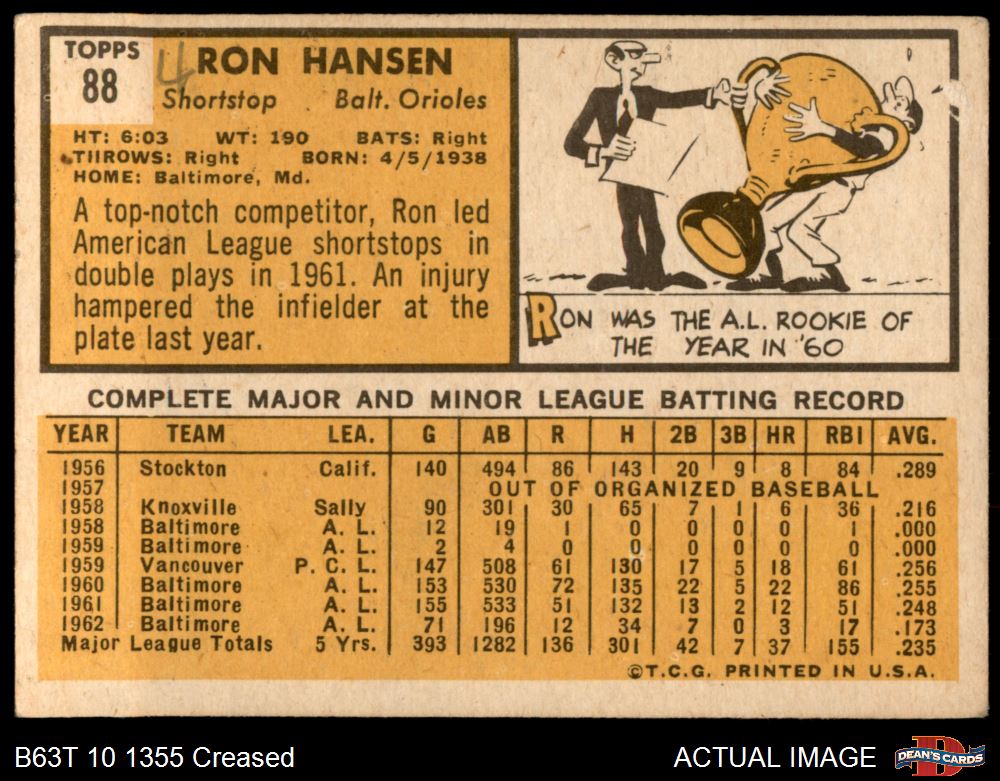 TOPPS
88
4
RON HANSEN
Shortstop Balt. Orioles
HT: 6:03 WT: 190 BATS: Right
THROWS: Right BORN: 4/5/1938
HOME: Baltimore, Md.
A top-notch competitor, Ron led
American League shortstops in
double plays in 1961. An injury
hampered the infielder at the
plate last year.
RON WAS THE A.L. ROOKIE OF
THE YEAR IN '60
COMPLETE MAJOR AND MINOR LEAGUE BATTING RECORD
YEAR TEAM LEA. G AB R H 2B 3B HR RBI AVG.
1956 Stockton Calif. 140 494 86 143 20 9 8 84 .289
1957 OUT OF ORGANIZED BASEBALL
1958 Knoxville Sally 90 301 30 65 7 1 6 36 .216
1958 Baltimore A. L. 12 19 1 0 0 0 0 1 .000
1959 Baltimore A. L. 2 4 0 0 0 0 0 0 .000
1959 Vancouver P. C. L. 147 508 61 130 17 5 18 61 .256
1960 Baltimore A. L. 153 530 72 135 22 5 22 86 .255
1961 Baltimore A. L. 155 533 51 132 13 2 12 51 .248
1962 Baltimore A. L. 71 196 12 34 7 0 3 17 .173
Major League Totals 5 Yrs. 393 1282 136 301 42 7 37 155 .235
©T.C.G. PRINTED IN U.S.A.
B63T 10 1355 Creased
ACTUAL IMAGE
DEAN'S CARDS